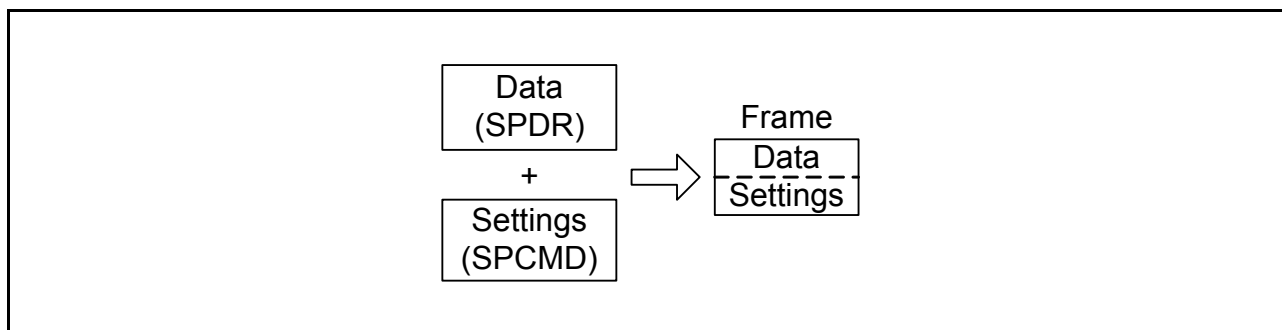 Data
(SPDR)
+
Settings
(SPCMD)
Frame
Data
Settings